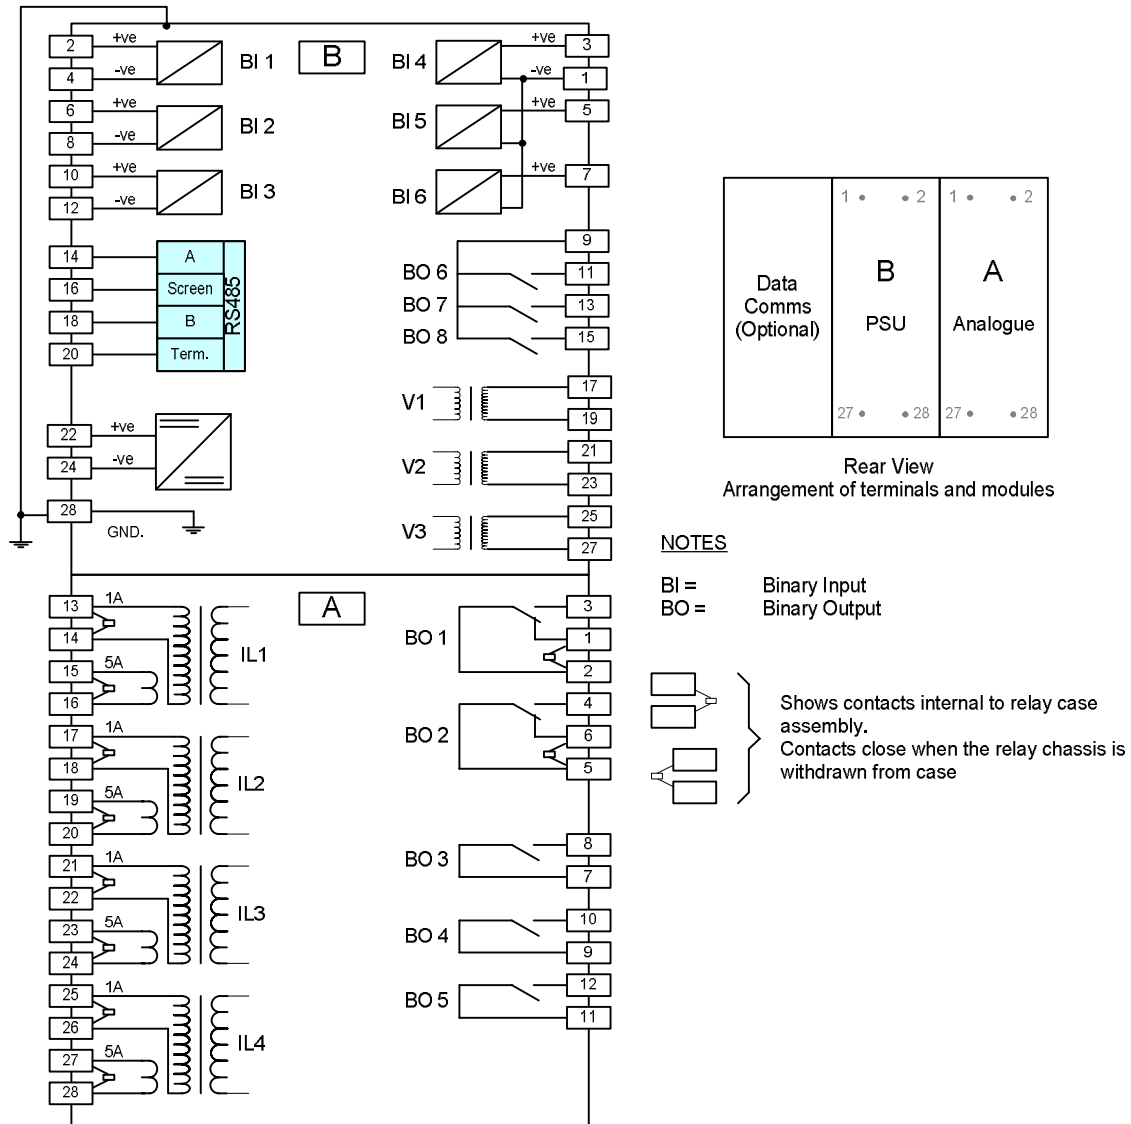 2 +ve BI 1 B BI 4 +ve 3
4 -ve -ve 1
6 +ve BI 2 BI 5 +ve 5
8 -ve
10 +ve BI 3 BI 6 +ve 7
12 -ve
14 A RS485 9
16 Screen BO 6 11
18 B BO 7 13
20 Term. BO 8 15
V1 17
19
22 +ve V2 21
24 -ve 23
28 GND. V3 25
27
A
13 1A IL1 BO 1 3
14 1
15 5A 2
16 BO 2 4
17 1A IL2 6
18 5
19 5A
20 BO 3 8
21 1A IL3 7
22 BO 4 10
23 5A 9
24 BO 5 12
25 1A IL4 11
26
27 5A
28
1 2 1 2
Data
Comms
(Optional)
B
PSU
A
Analogue
27 28 27 28
Rear View
Arrangement of terminals and modules
NOTES
BI = Binary Input
BO = Binary Output
Shows contacts internal to relay case
assembly.
Contacts close when the relay chassis is
withdrawn from case